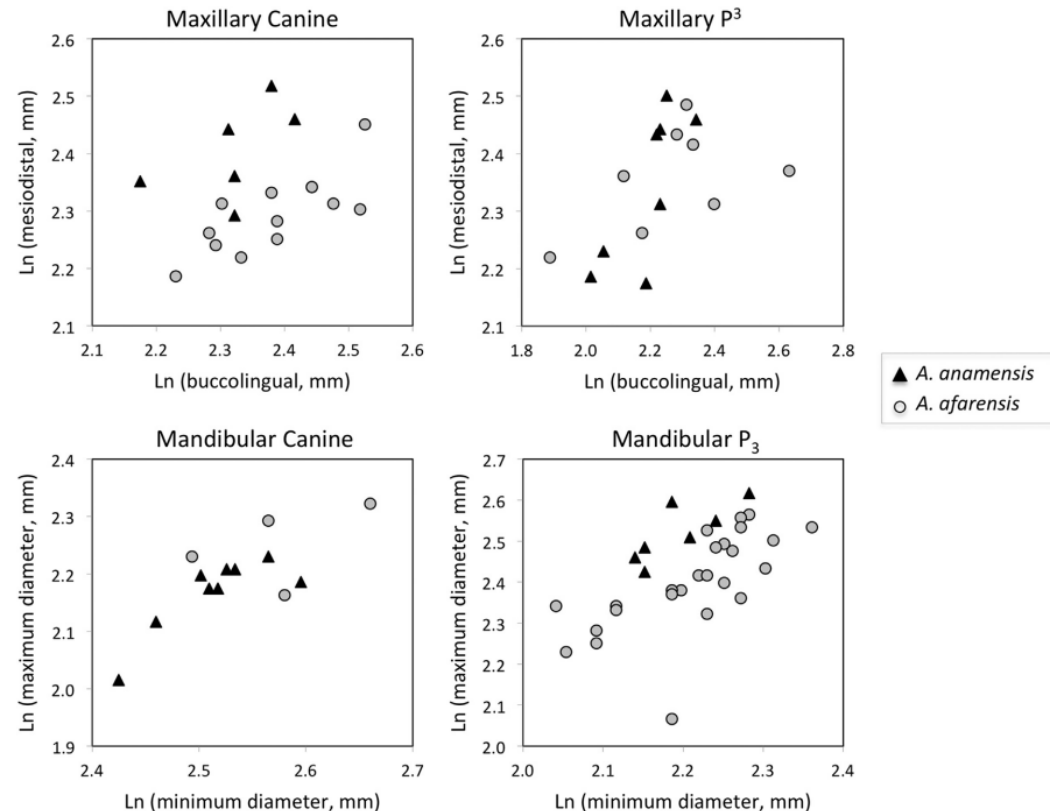 Maxillary Canine
Ln (mesiodistal, mm)
2.6
2.5
2.4
2.3
2.2
2.1
2.1 2.2 2.3 2.4 2.5 2.6
Ln (buccolingual, mm)
Maxillary P³
Ln (mesiodistal, mm)
2.6
2.5
2.4
2.3
2.2
2.1
1.8 2.0 2.2 2.4 2.6 2.8
Ln (buccolingual, mm)
A. anamensis
A. afarensis
Mandibular Canine
Ln (maximum diameter, mm)
2.4
2.3
2.2
2.1
2.0
1.9
2.4 2.5 2.6 2.7
Ln (minimum diameter, mm)
Mandibular P₃
Ln (maximum diameter, mm)
2.7
2.6
2.5
2.4
2.3
2.2
2.1
2.0
2.0 2.1 2.2 2.3 2.4
Ln (minimum diameter, mm)